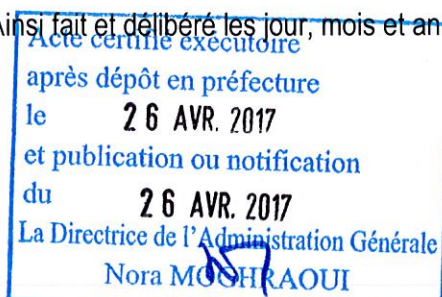 Ainsi fait et délibéré les jour, mois et an
Acte certifié exécutoire
après dépôt en préfecture
le 26 AVR. 2017
et publication ou notification
du 26 AVR. 2017
La Directrice de l'Administration Générale
Nora MOGHRAOUI